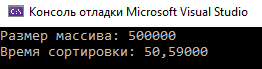 Консоль отладки Microsoft Visual Studio
Размер массива: 500000
Время сортировки: 50,59000